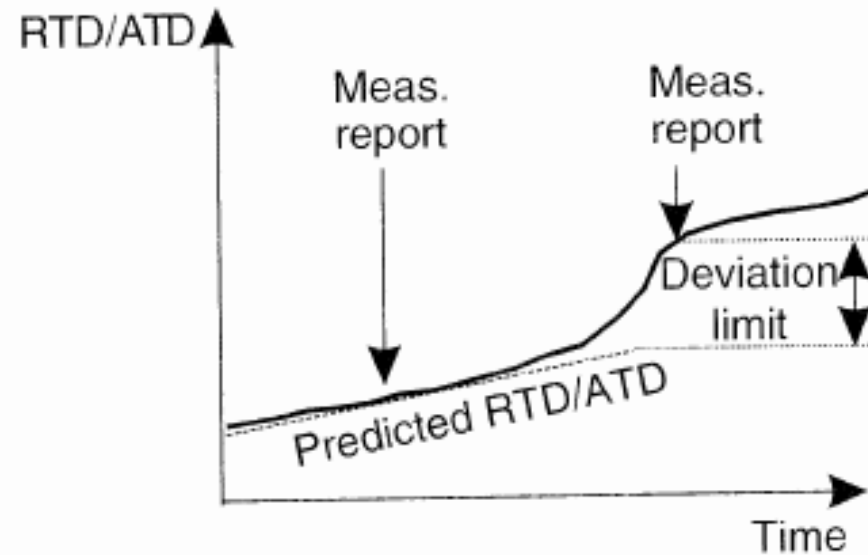 RTD/ATD
Meas.
report
Meas.
report
Deviation
limit
Predicted RTD/ATD
Time